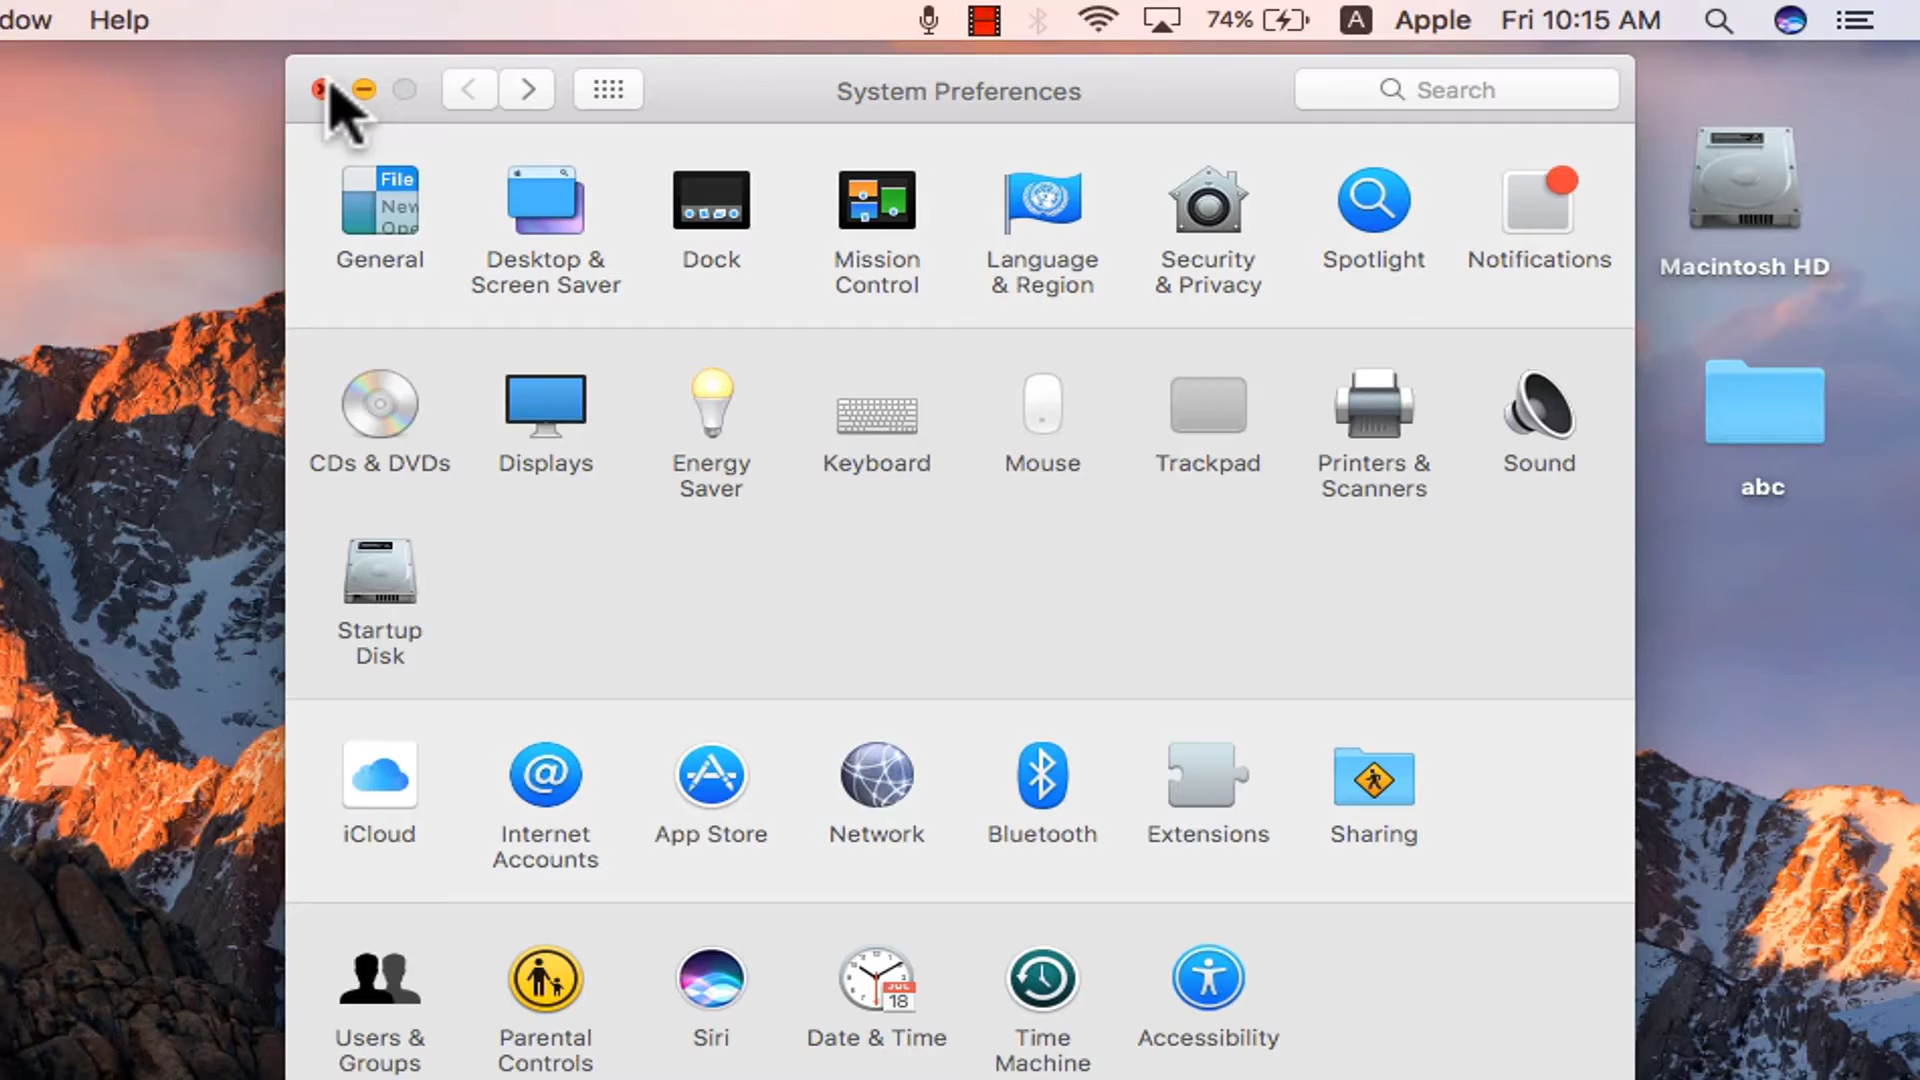 dow Help 74% A Apple Fri 10:15 AM
System Preferences
Search
File
New
Ope
General
Desktop &
Screen Saver
Dock
Mission
Control
Language
& Region
Security
& Privacy
Spotlight
Notifications
Macintosh HD
CDs & DVDs
Displays
Energy
Saver
Keyboard
Mouse
Trackpad
Printers &
Scanners
Sound
abc
Startup
Disk
iCloud
Internet
Accounts
App Store
Network
Bluetooth
Extensions
Sharing
Users &
Groups
Parental
Controls
Siri
JUL
18
Date & Time
Time
Machine
Accessibility